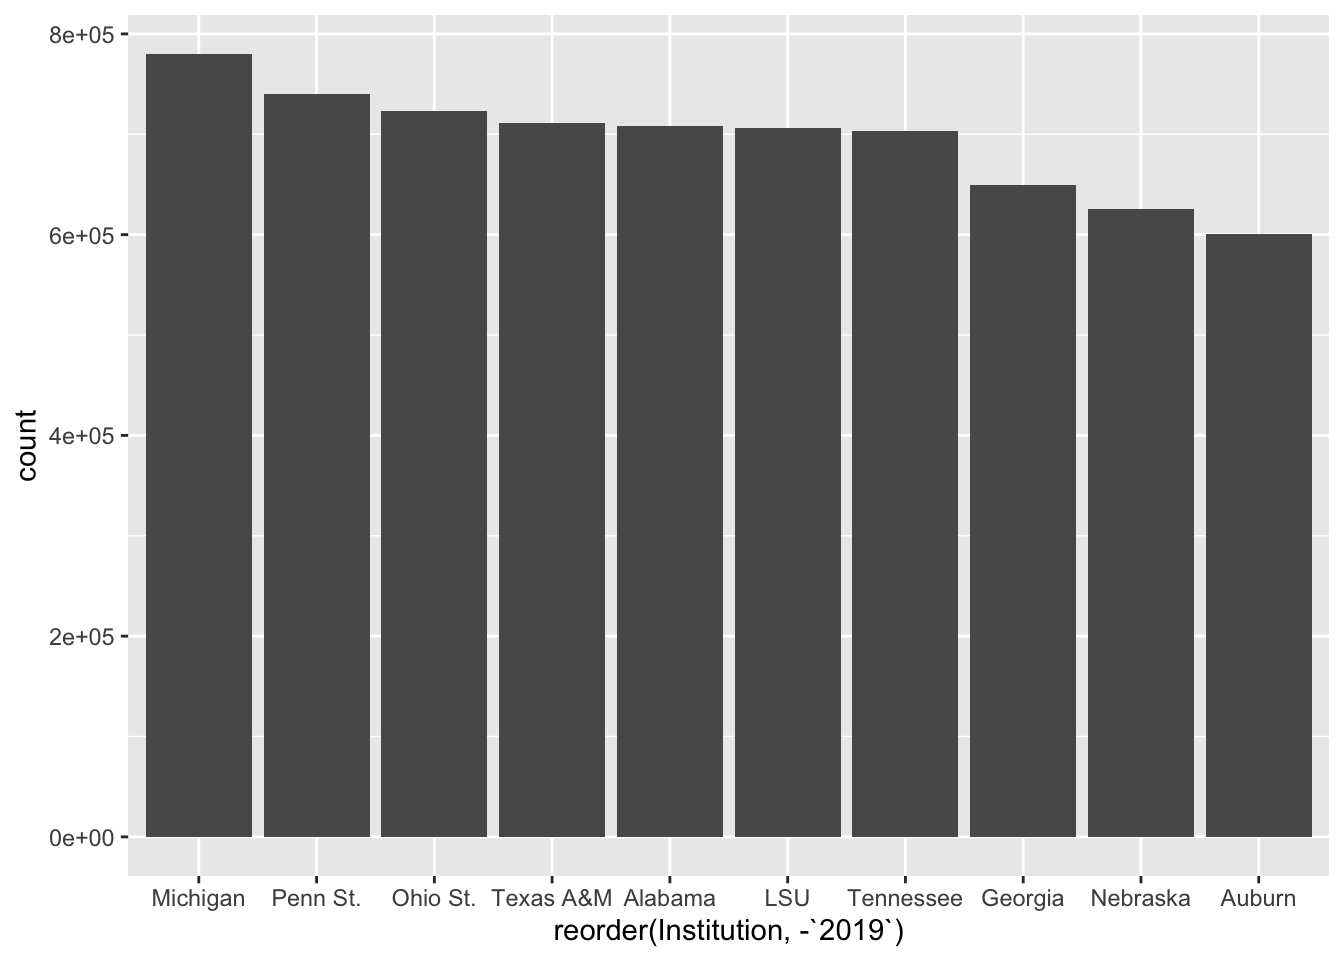 8e+05
6e+05
4e+05
2e+05
0e+00
count
Michigan Penn St. Ohio St. Texas A&M Alabama LSU Tennessee Georgia Nebraska Auburn
reorder(Institution, -`2019`)